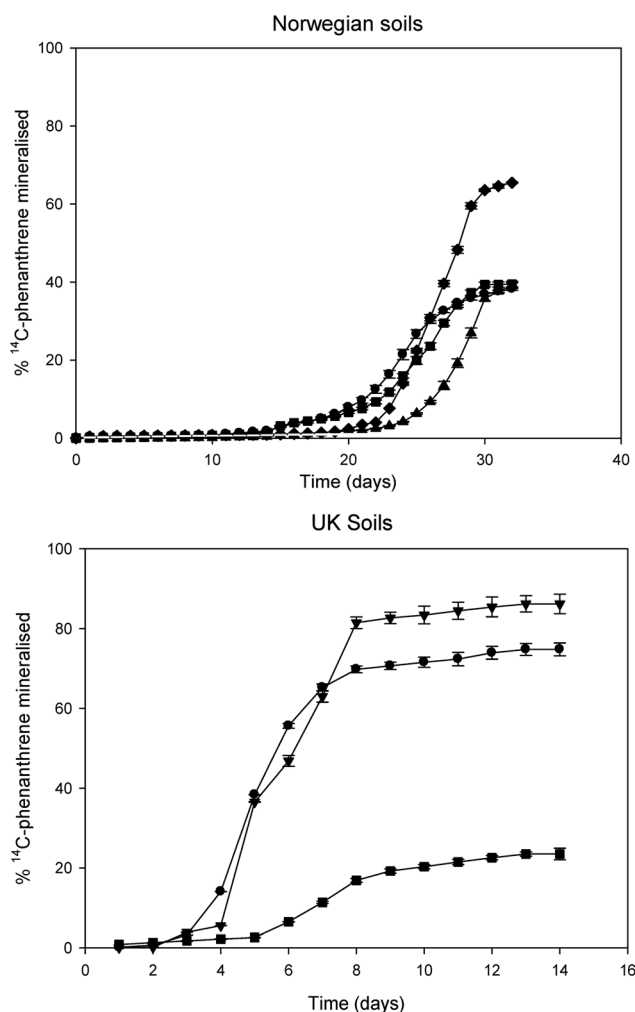 Norwegian soils
% ¹⁴C-phenanthrene mineralised
100
80
60
40
20
0
0 10 20 30 40
Time (days)
UK Soils
% ¹⁴C-phenanthrene mineralised
100
80
60
40
20
0
0 2 4 6 8 10 12 14 16
Time (days)